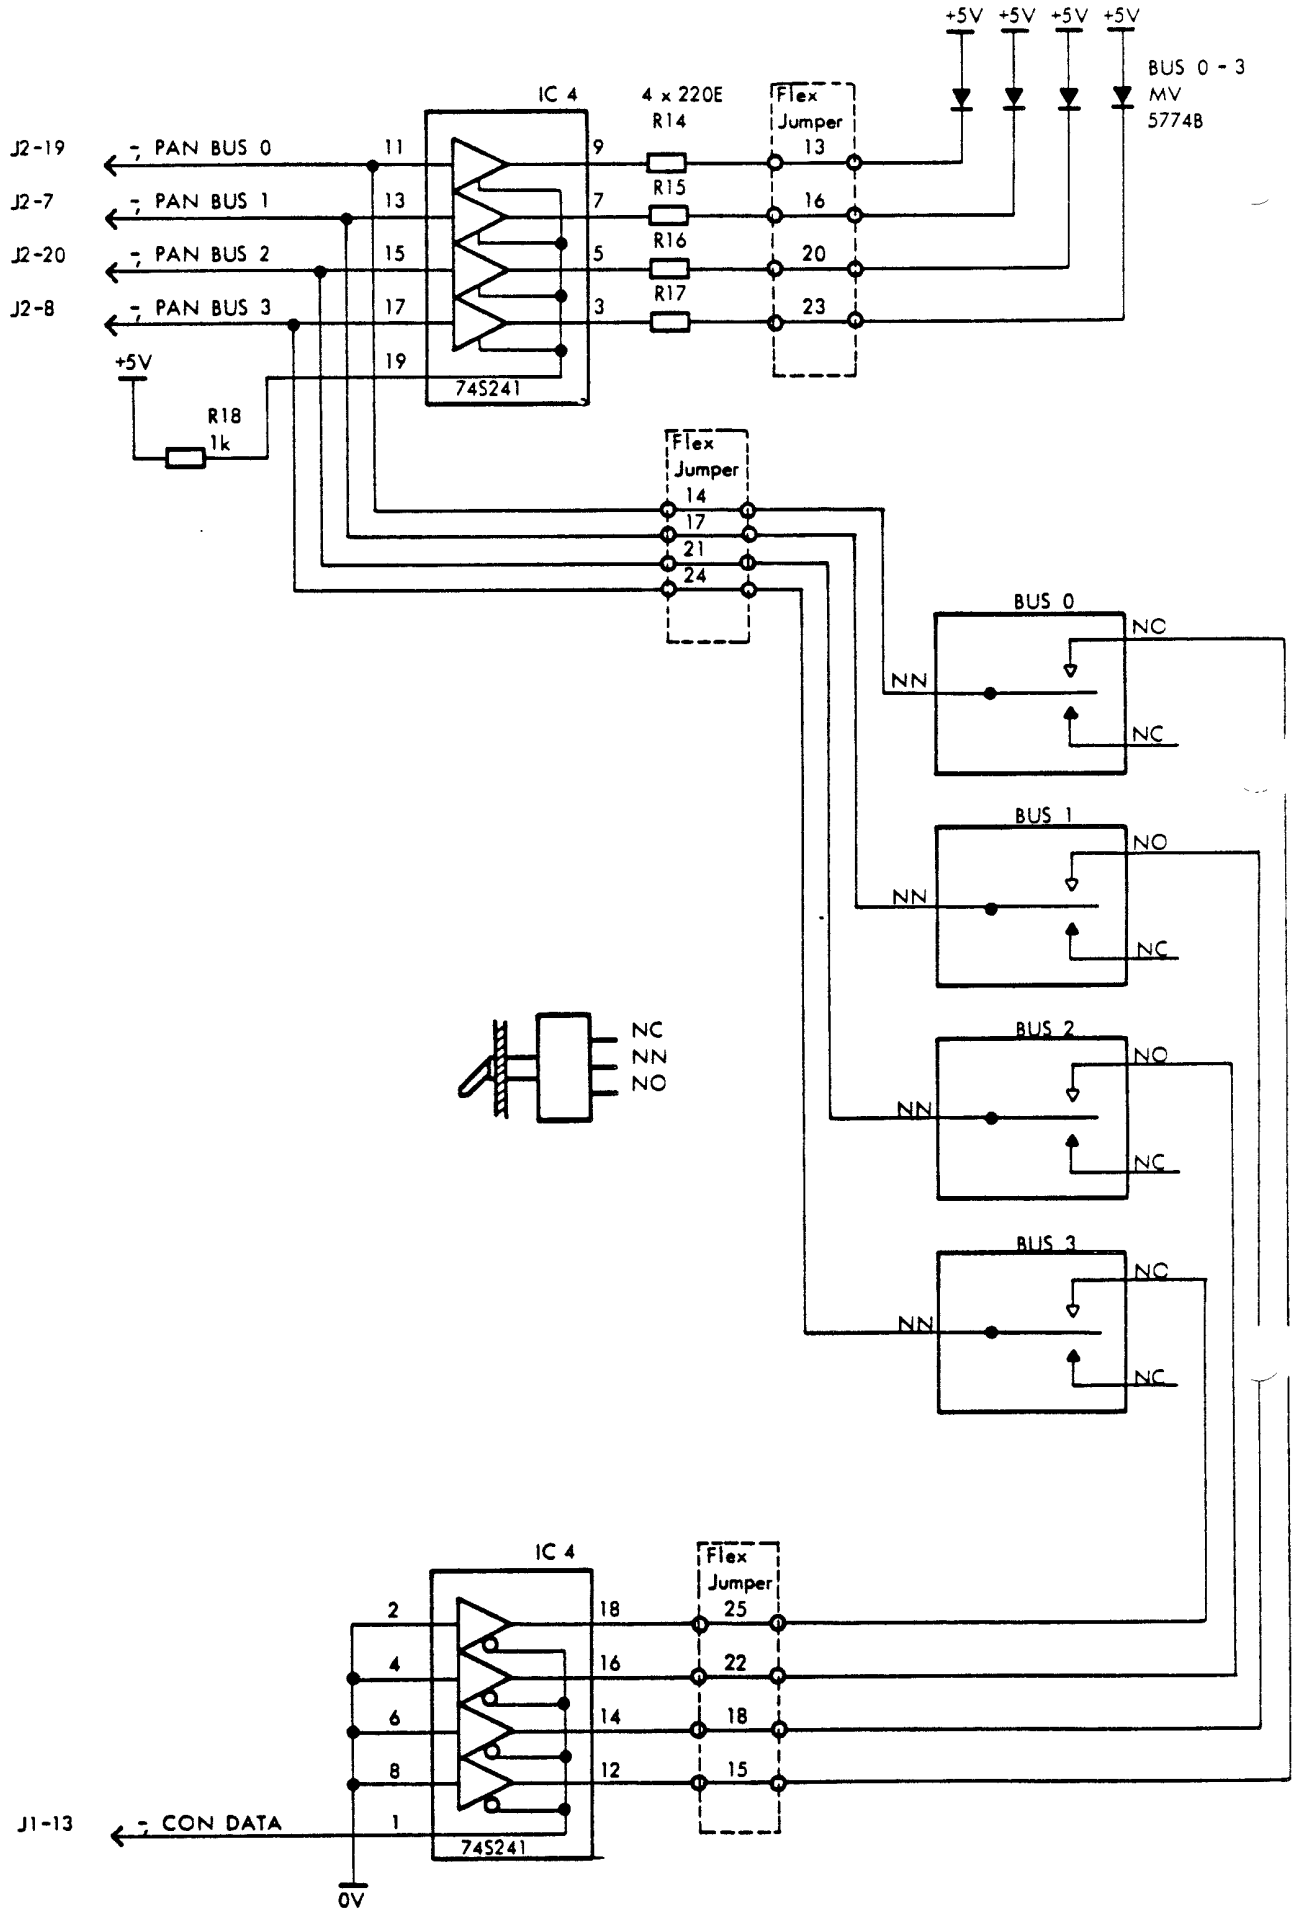 +5V +5V +5V +5V
BUS 0 - 3
MV
5774B
IC 4
4 x 220E
R14
Flex
Jumper
J2-19
-, PAN BUS 0
11
9
13
R15
J2-7
-, PAN BUS 1
13
7
16
R16
J2-20
-, PAN BUS 2
15
5
20
R17
J2-8
-, PAN BUS 3
17
3
23
+5V
19
74S241
R18
1k
Flex
Jumper
14
17
21
24
BUS 0
NO
NN
NC
BUS 1
NO
NN
NC
NC
NN
NO
BUS 2
NO
NN
NC
BUS 3
NO
NN
NC
IC 4
Flex
Jumper
2
18
25
4
16
22
6
14
18
8
12
15
J1-13
-, CON DATA
1
74S241
0V